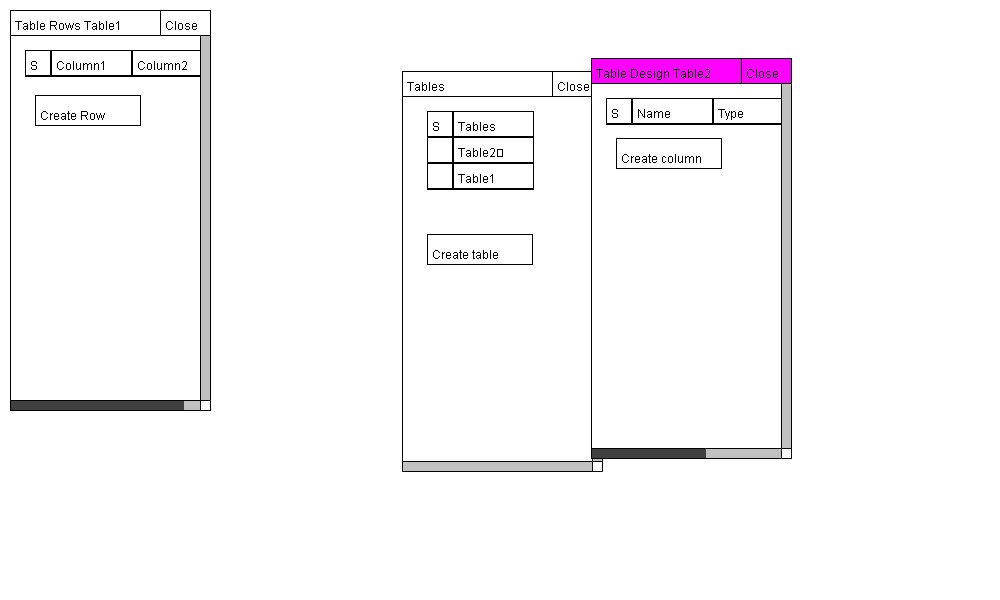 Table Rows Table1 Close
S Column1 Column2
Create Row
Tables Close
S Tables
Table2
Table1
Create table
Table Design Table2 Close
S Name Type
Create column